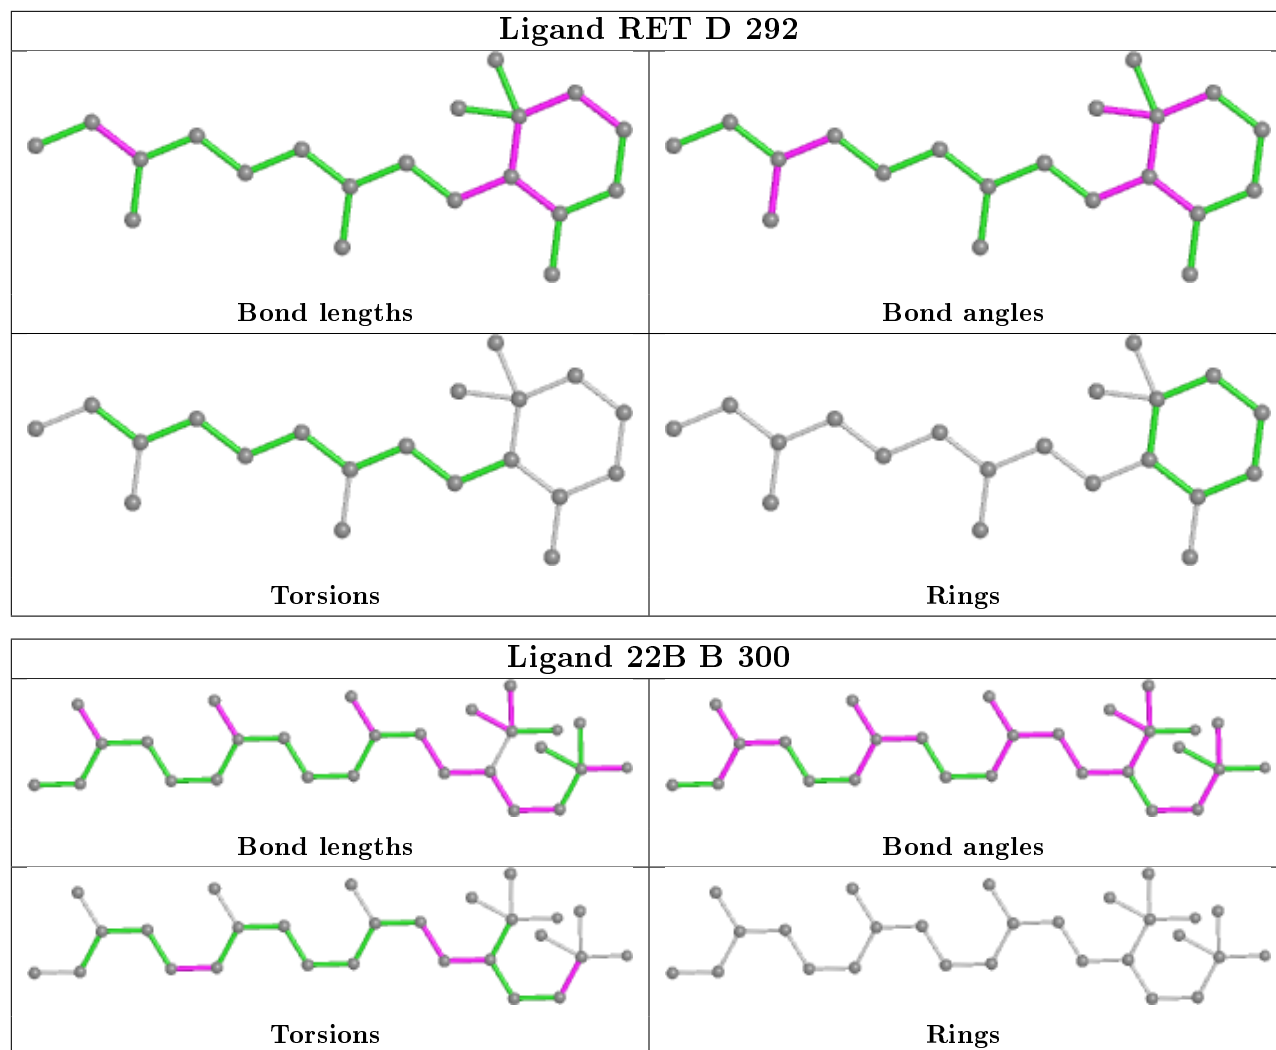 Ligand RET D 292
Bond lengths
Bond angles
Torsions
Rings
Ligand 22B B 300
Bond lengths
Bond angles
Torsions
Rings